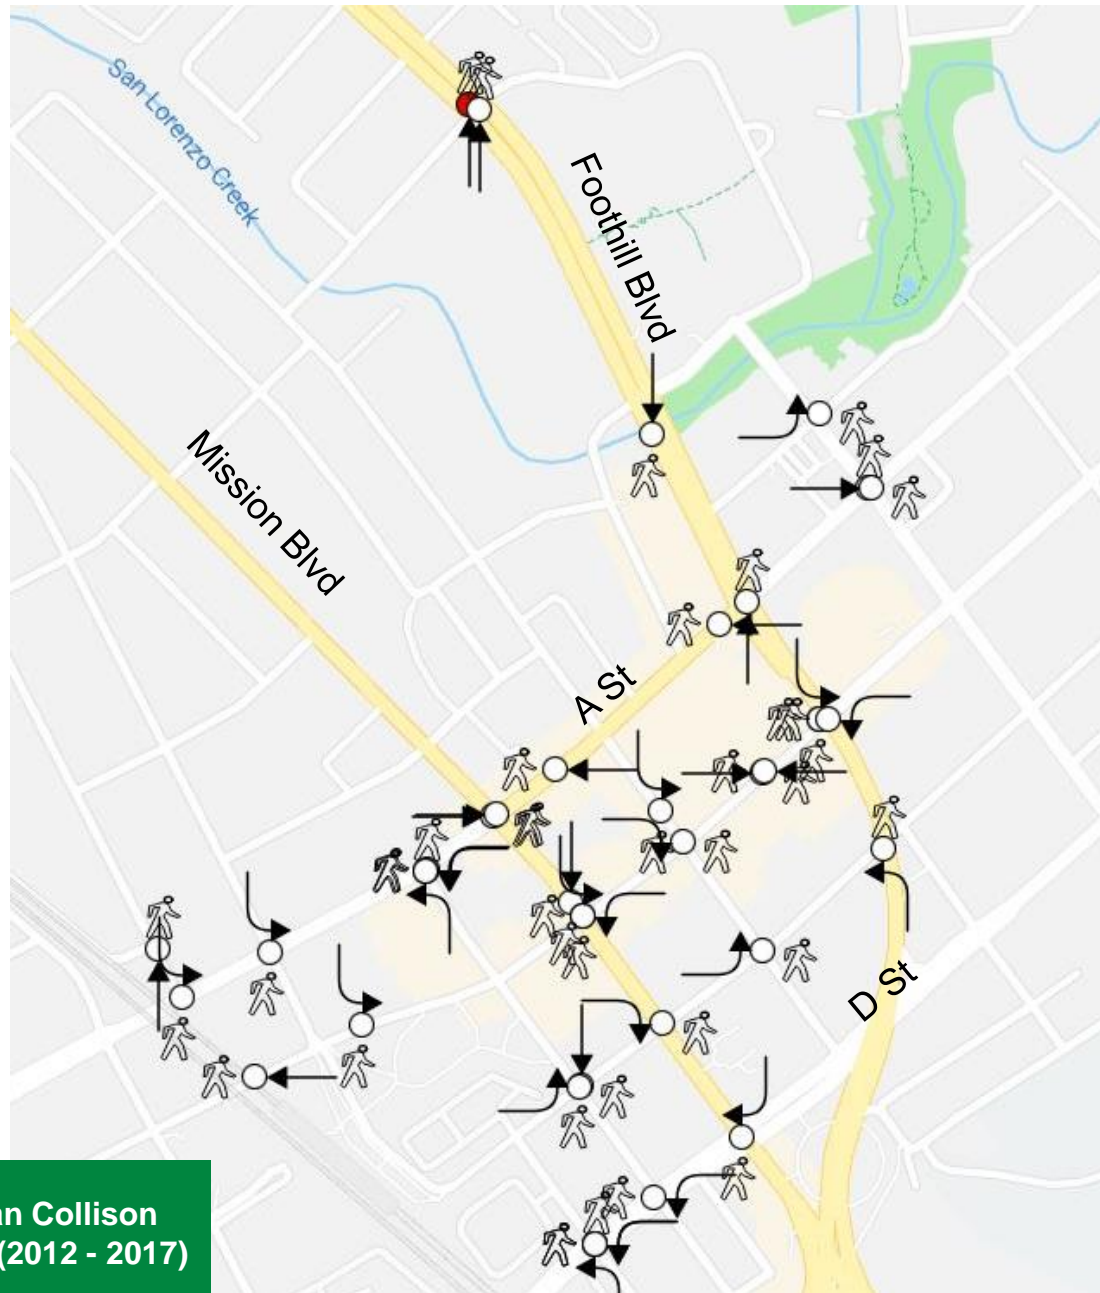 San Lorenzo Creek
Foothill Blvd
Mission Blvd
A St
D St
Collison
(2012 - 2017)